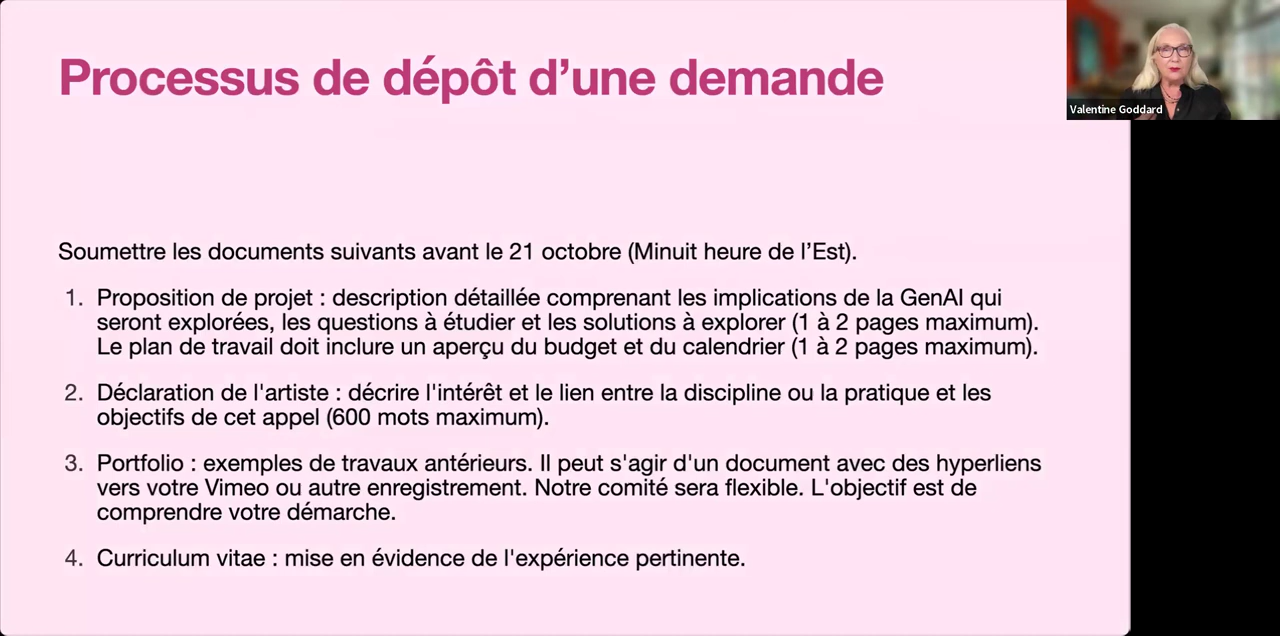 Processus de dépôt d’une demande
Valentine Goddard
Soumettre les documents suivants avant le 21 octobre (Minuit heure de l’Est).
1. Proposition de projet : description détaillée comprenant les implications de la GenAI qui
seront explorées, les questions à étudier et les solutions à explorer (1 à 2 pages maximum).
Le plan de travail doit inclure un aperçu du budget et du calendrier (1 à 2 pages maximum).
2. Déclaration de l'artiste : décrire l'intérêt et le lien entre la discipline ou la pratique et les
objectifs de cet appel (600 mots maximum).
3. Portfolio : exemples de travaux antérieurs. Il peut s'agir d'un document avec des hyperliens
vers votre Vimeo ou autre enregistrement. Notre comité sera flexible. L'objectif est de
comprendre votre démarche.
4. Curriculum vitae : mise en évidence de l'expérience pertinente.